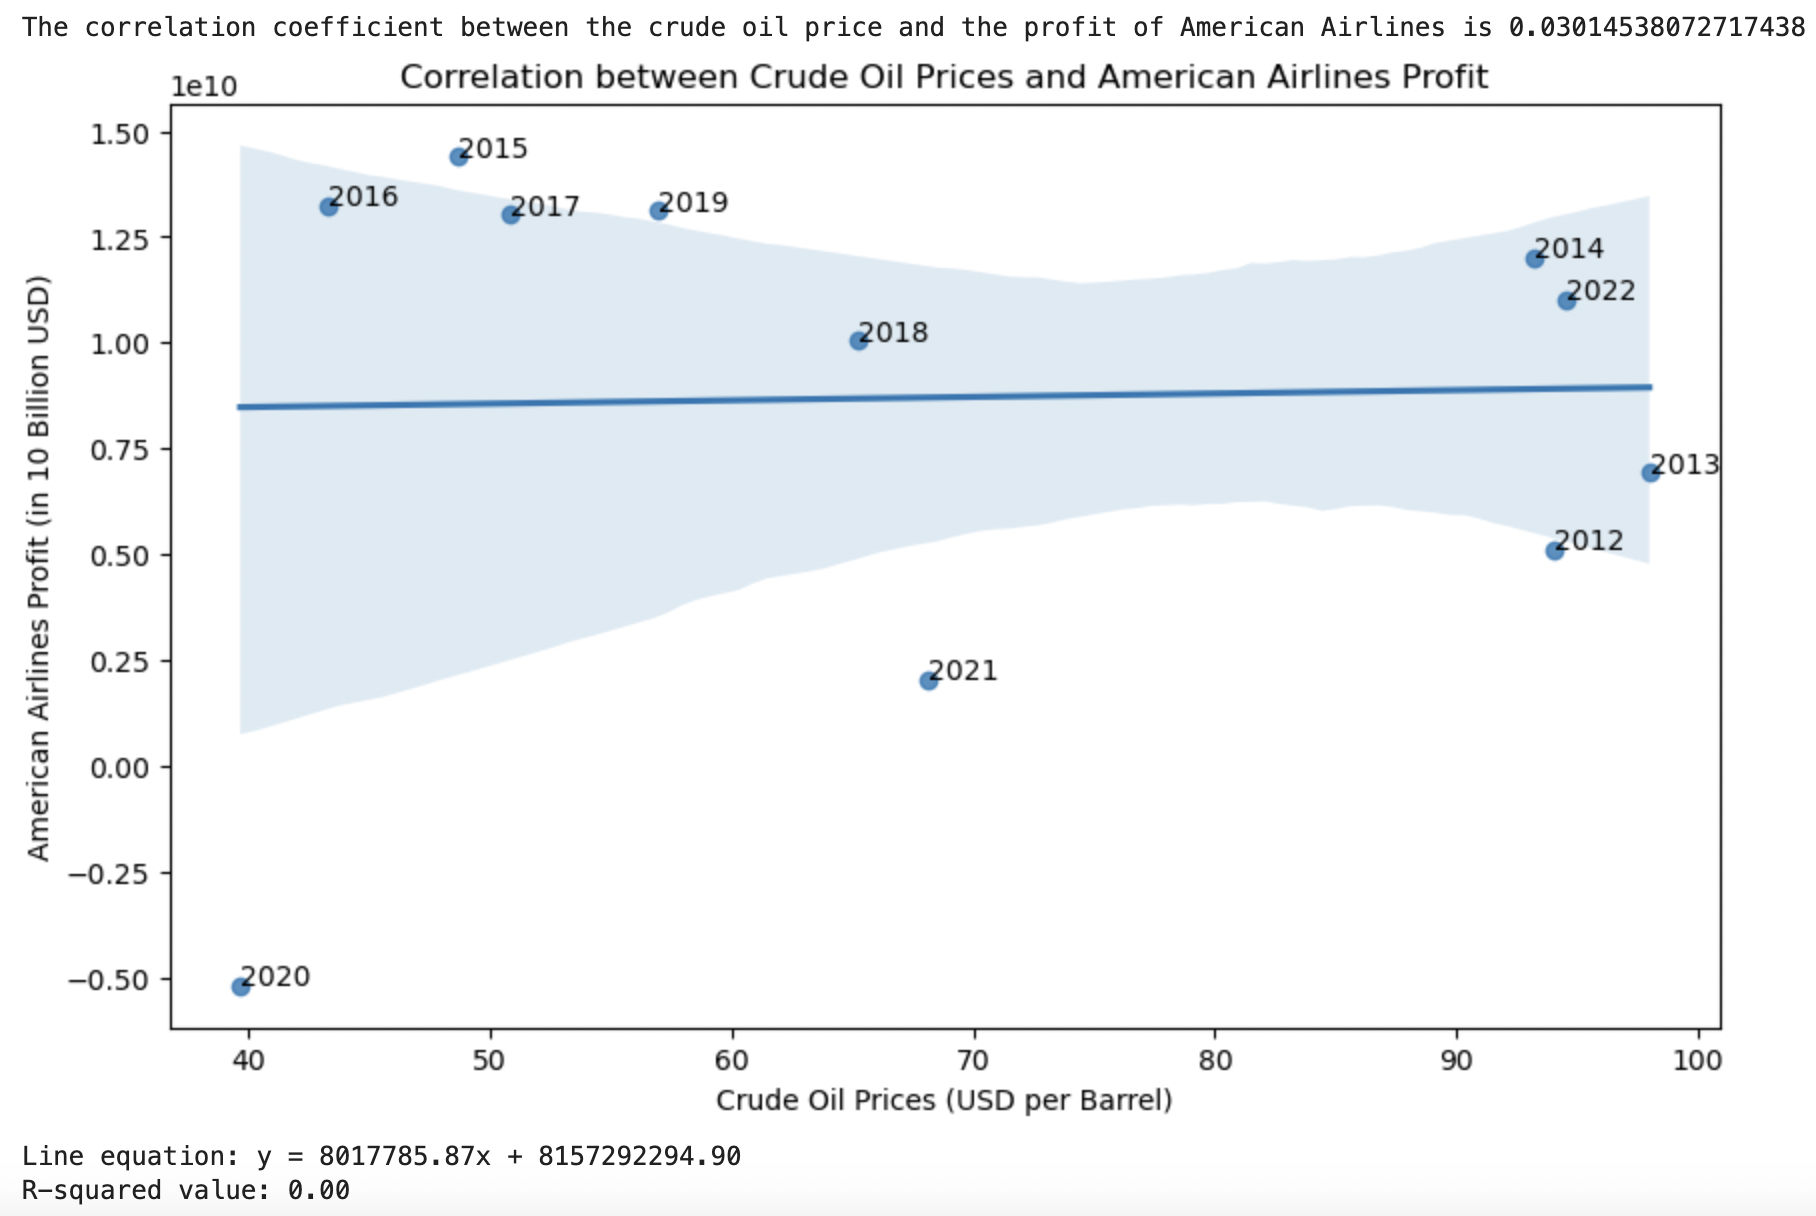 The correlation coefficient between the crude oil price and the profit of American Airlines is 0.03014538072717438
Correlation between Crude Oil Prices and American Airlines Profit
1e10
1.50
1.25
1.00
0.75
0.50
0.25
0.00
−0.25
−0.50
American Airlines Profit (in 10 Billion USD)
2015
2016
2017
2019
2014
2022
2018
2013
2012
2021
2020
40 50 60 70 80 90 100
Crude Oil Prices (USD per Barrel)
Line equation: y = 8017785.87x + 8157292294.90
R-squared value: 0.00